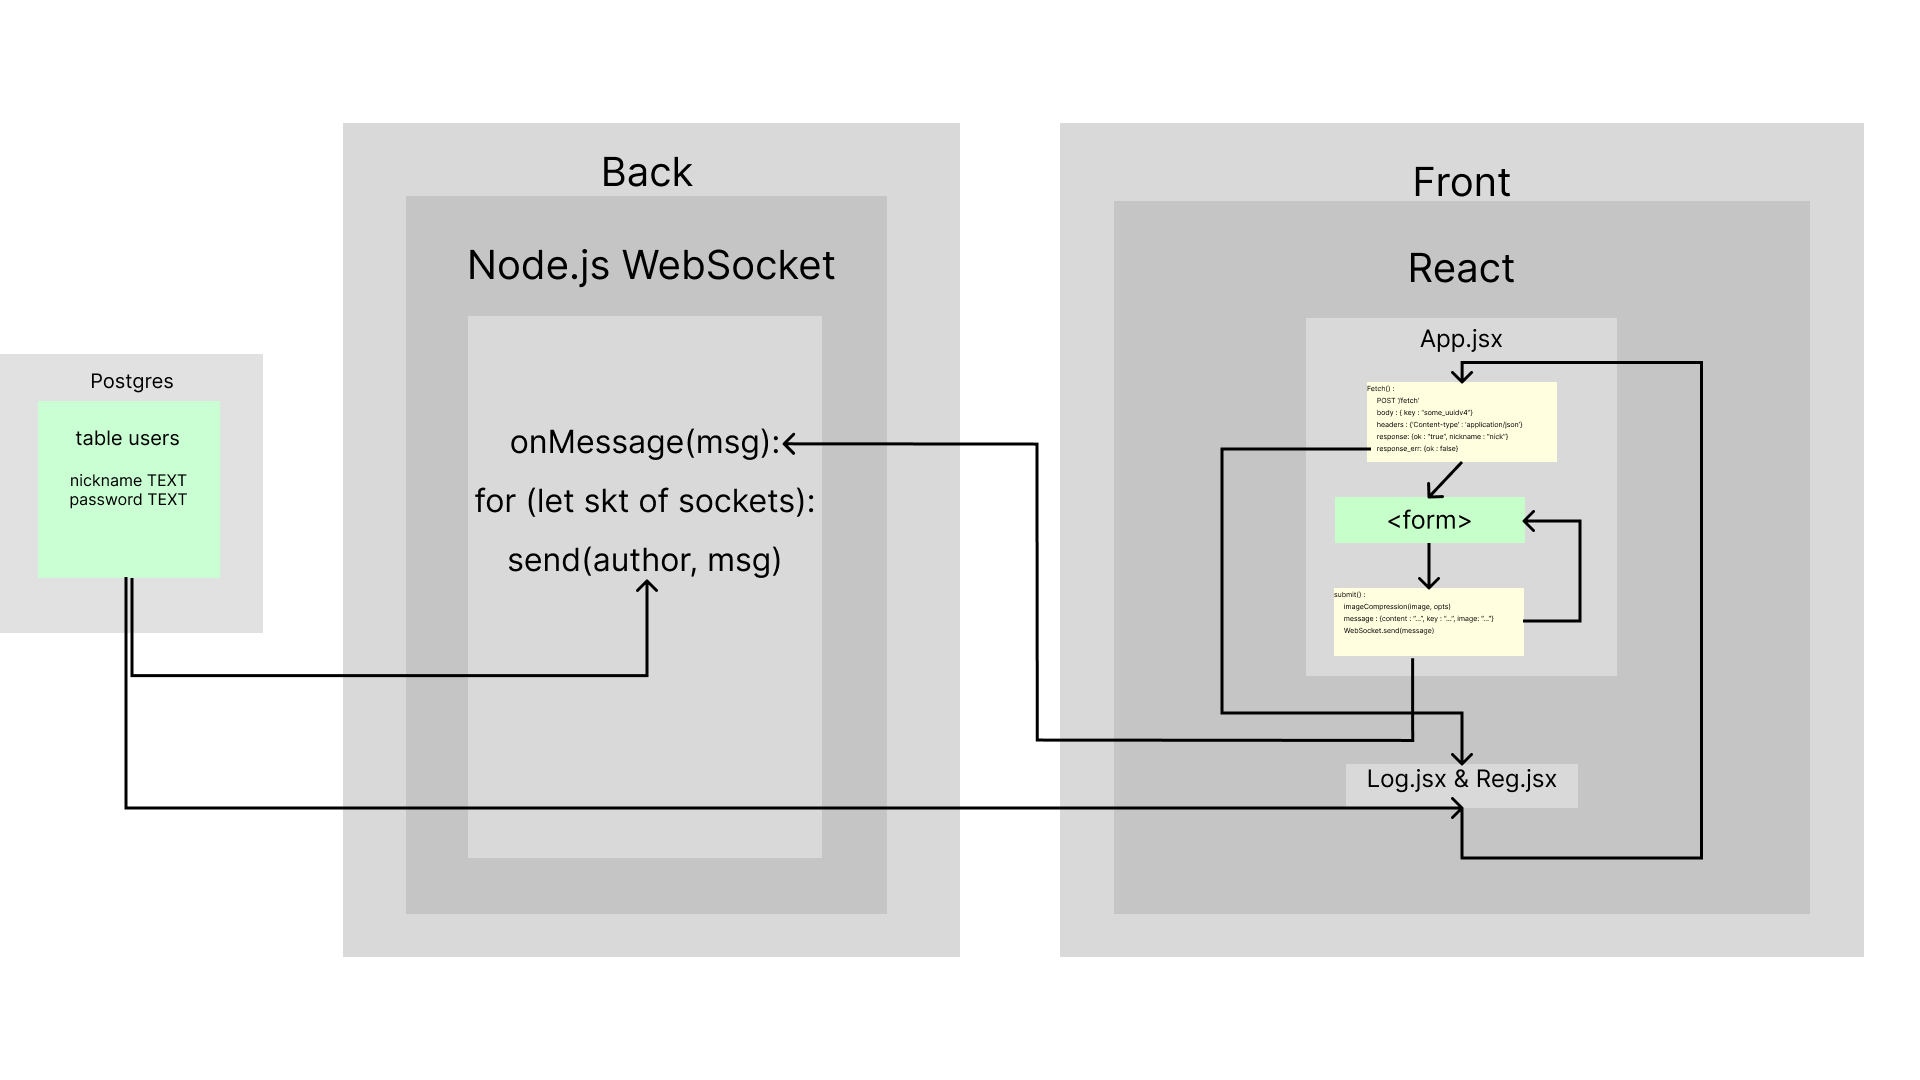 Back
Node.js WebSocket
onMessage(msg):
for (let skt of sockets):
send(author, msg)
Postgres
table users
nickname TEXT
password TEXT
Front
React
App.jsx
Fetch() :
POST '/fetch'
body : { key : "some_uuidv4"}
headers : {'Content-type' : 'application/json'}
response: {ok : "true", nickname : "nick"}
response_err: {ok : false}
<form>
submit() :
imageCompression(image, opts)
message : {content : "...", key : "...", image: "..."}
WebSocket.send(message)
Log.jsx & Reg.jsx